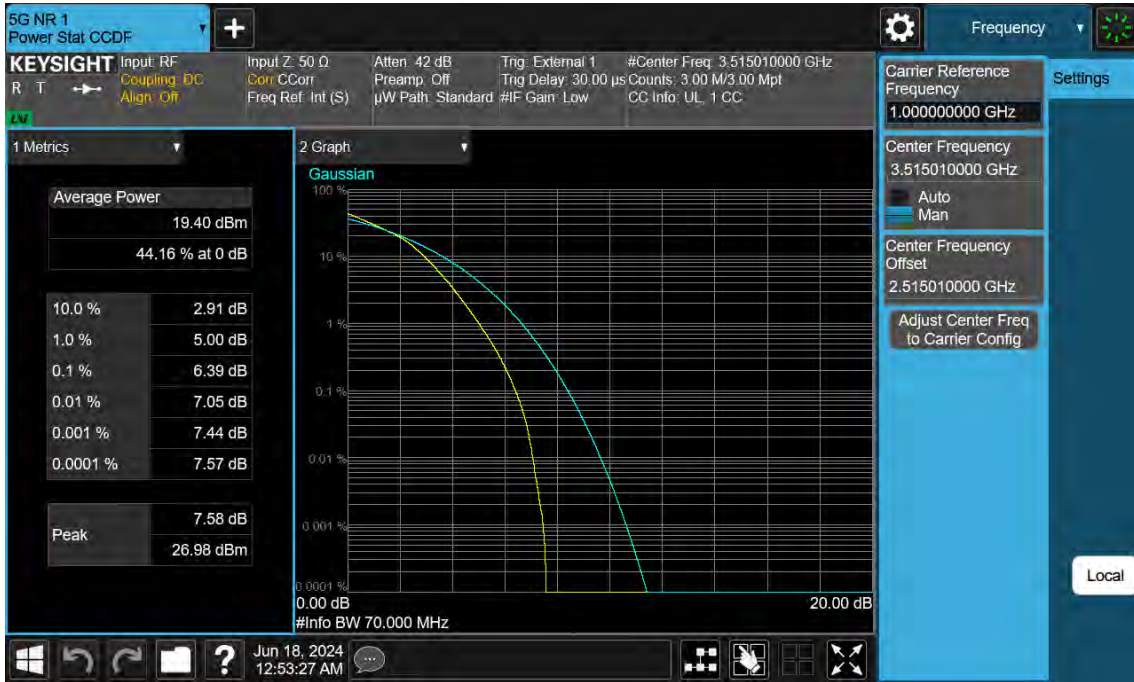 5G NR 1
Power Stat CCDF
+
Frequency
KEYSIGHT
R T
LNI
Input: RF
Coupling: DC
Align: Off
Input Z: 50 Ω
Corr CCorr
Freq Ref: Int (S)
Atten: 42 dB
Preamp: Off
µW Path: Standard
Trig: External 1
Trig Delay: 30.00 µs
#IF Gain: Low
#Center Freq: 3.515010000 GHz
Counts: 3.00 M/3.00 Mpt
CC Info: UL, 1 CC
1 Metrics
Average Power
19.40 dBm
44.16 % at 0 dB
10.0 % 2.91 dB
1.0 % 5.00 dB
0.1 % 6.39 dB
0.01 % 7.05 dB
0.001 % 7.44 dB
0.0001 % 7.57 dB
Peak
7.58 dB
26.98 dBm
2 Graph
Gaussian
100 %
10 %
1 %
0.1 %
0.01 %
0.001 %
0.0001 %
0.00 dB 20.00 dB
#Info BW 70.000 MHz
Carrier Reference
Frequency
1.000000000 GHz
Center Frequency
3.515010000 GHz
Auto
Man
Center Frequency
Offset
2.515010000 GHz
Adjust Center Freq
to Carrier Config
Settings
Local
?
Jun 18, 2024
12:53:27 AM